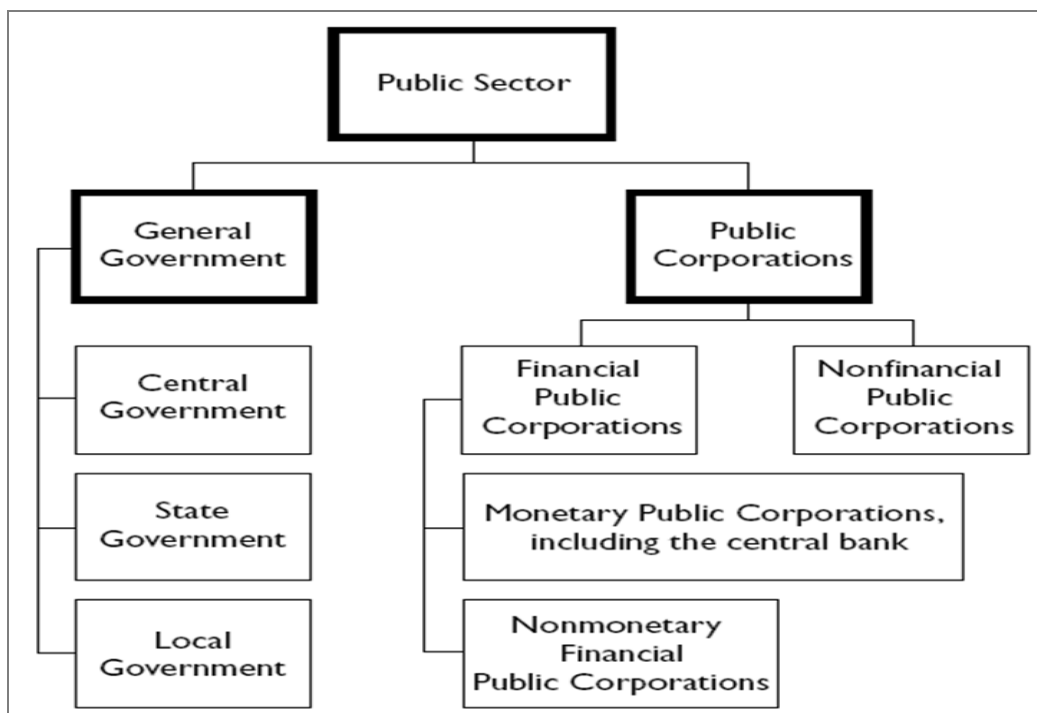 Public Sector
General
Government
Public
Corporations
Central
Government
Financial
Public
Corporations
Nonfinancial
Public
Corporations
State
Government
Monetary Public Corporations,
including the central bank
Local
Government
Nonmonetary
Financial
Public Corporations